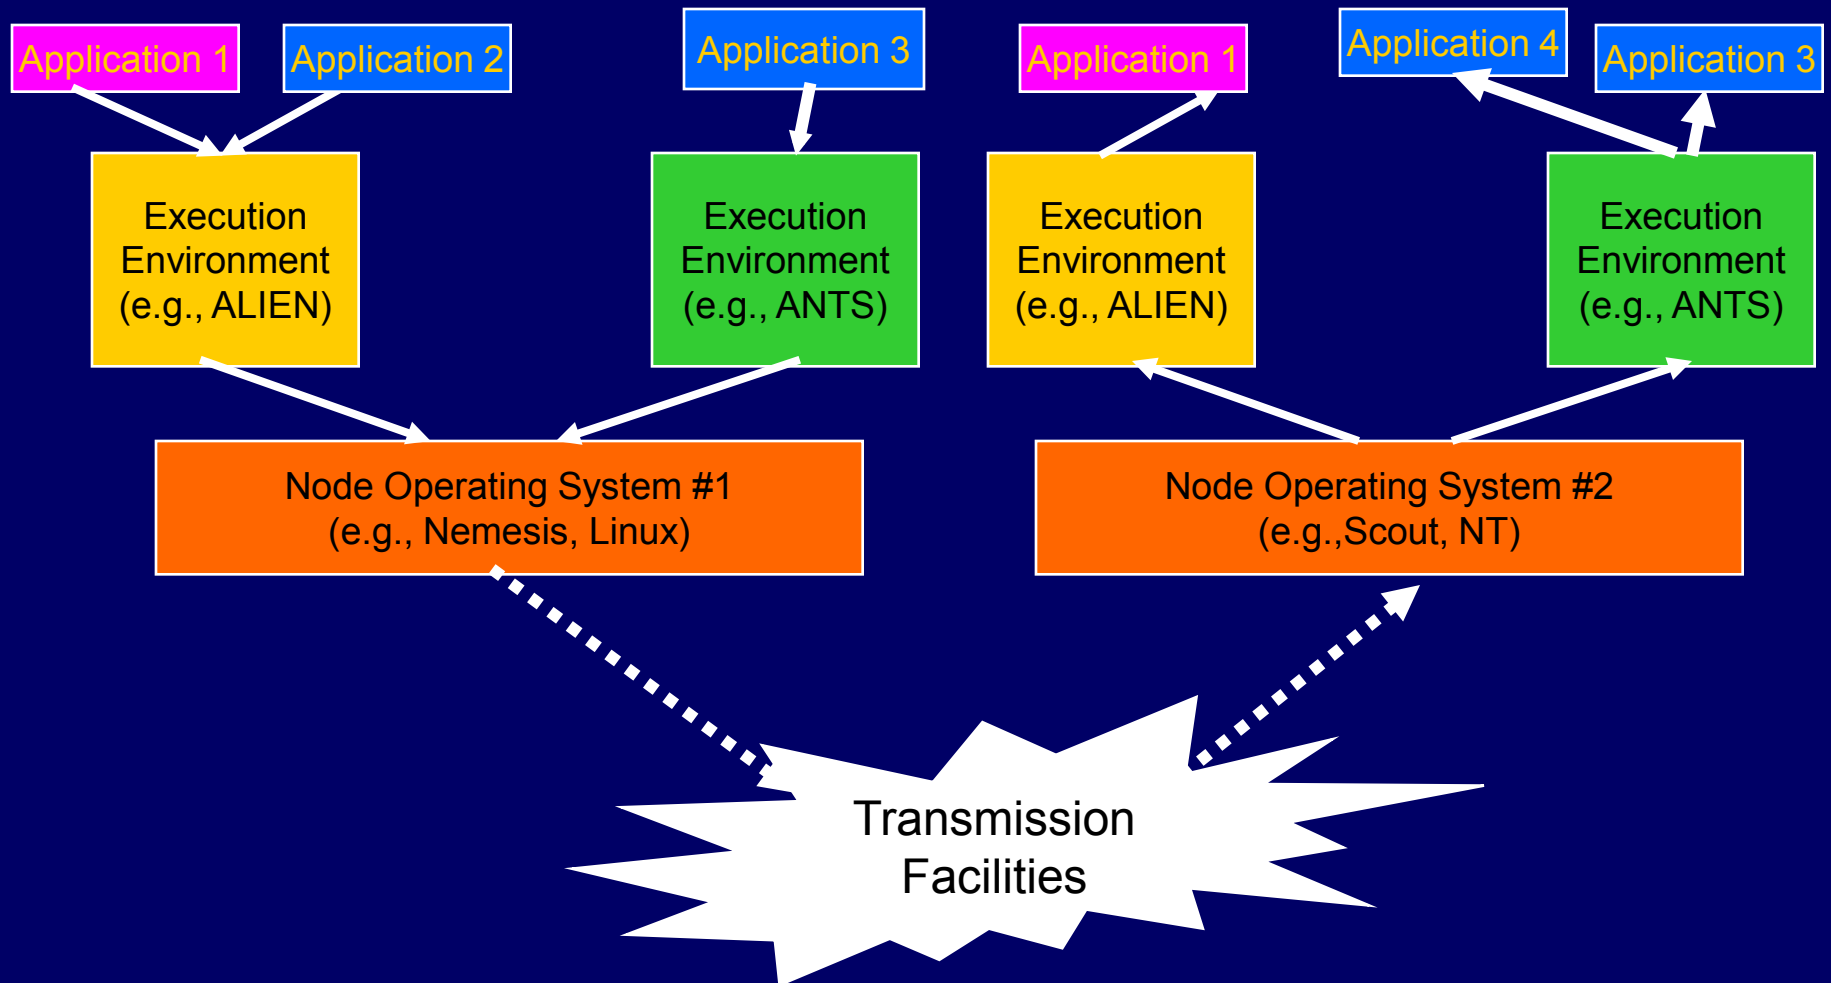 Application 1
Application 2
Application 3
Application 1
Application 4
Application 3
Execution
Environment
(e.g., ALIEN)
Execution
Environment
(e.g., ANTS)
Execution
Environment
(e.g., ALIEN)
Execution
Environment
(e.g., ANTS)
Node Operating System #1
(e.g., Nemesis, Linux)
Node Operating System #2
(e.g.,Scout, NT)
Transmission
Facilities